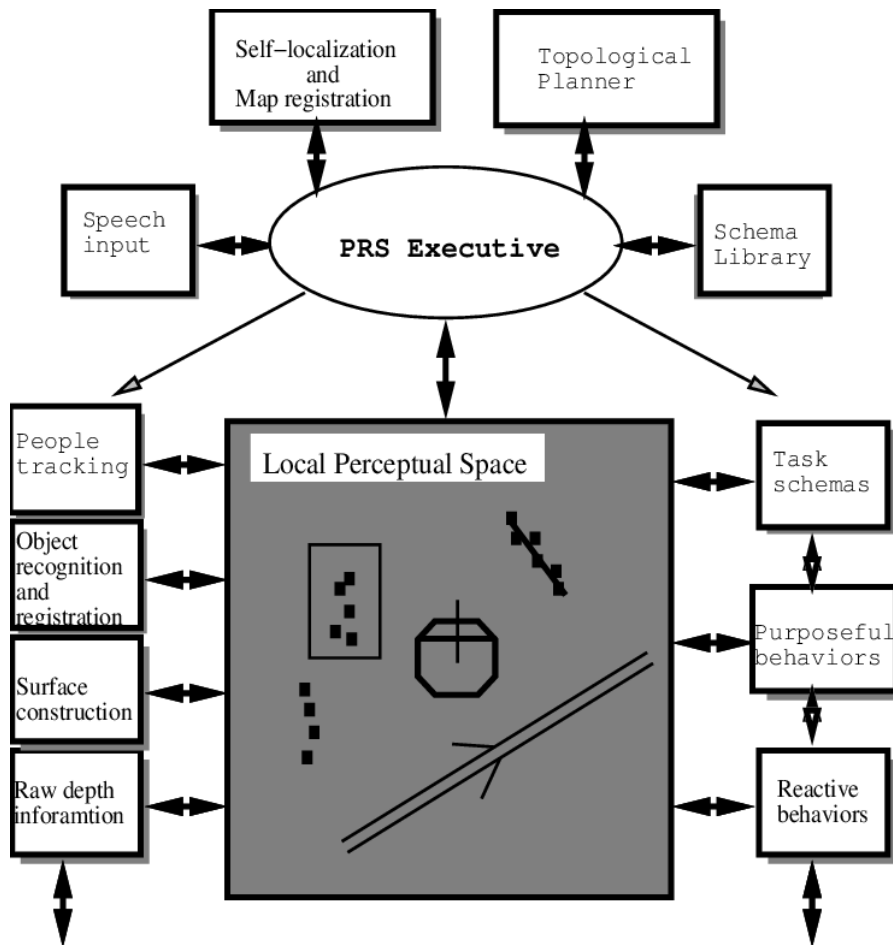 Self-localization
and
Map registration
Topological
Planner
Speech
input
PRS Executive
Schema
Library
People
tracking
Object
recognition
and
registration
Surface
construction
Raw depth
inforamtion
Local Perceptual Space
Task
schemas
Purposeful
behaviors
Reactive
behaviors